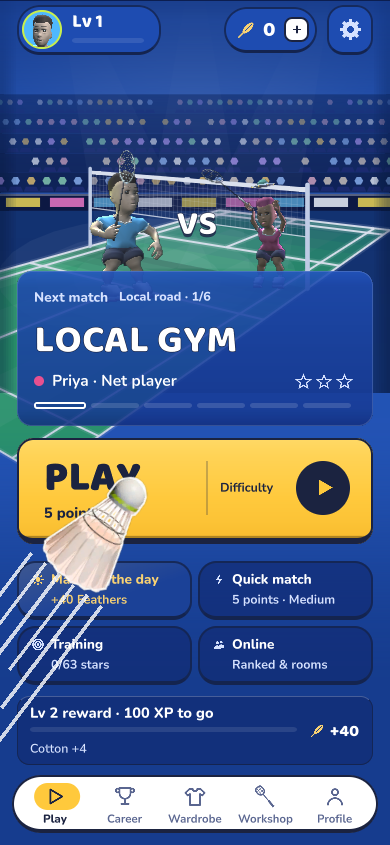 Lv 1
0
+
VS
Next match Local road · 1/6
LOCAL GYM
Priya · Net player
PLAY
5 poin
Difficulty
the day
+40 Feathers
Quick match
5 points · Medium
Training
0/63 stars
Online
Ranked & rooms
Lv 2 reward · 100 XP to go
+40
Cotton +4
Play
Career
Wardrobe
Workshop
Profile